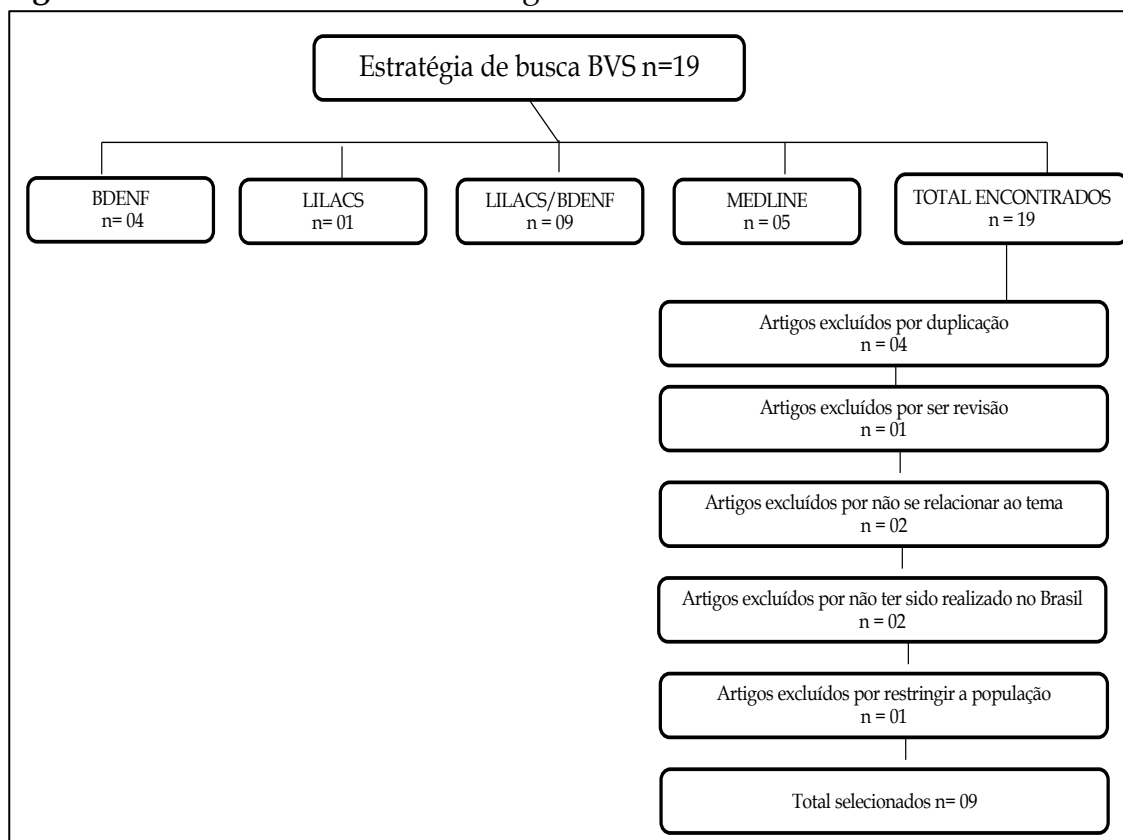 Estratégia de busca BVS n=19
BDENF
n= 04
LILACS
n= 01
LILACS/BDENF
n = 09
MEDLINE
n = 05
TOTAL ENCONTRADOS
n = 19
Artigos excluídos por duplicação
n = 04
Artigos excluídos por ser revisão
n = 01
Artigos excluídos por não se relacionar ao tema
n = 02
Artigos excluídos por não ter sido realizado no Brasil
n = 02
Artigos excluídos por restringir a população
n = 01
Total selecionados n= 09